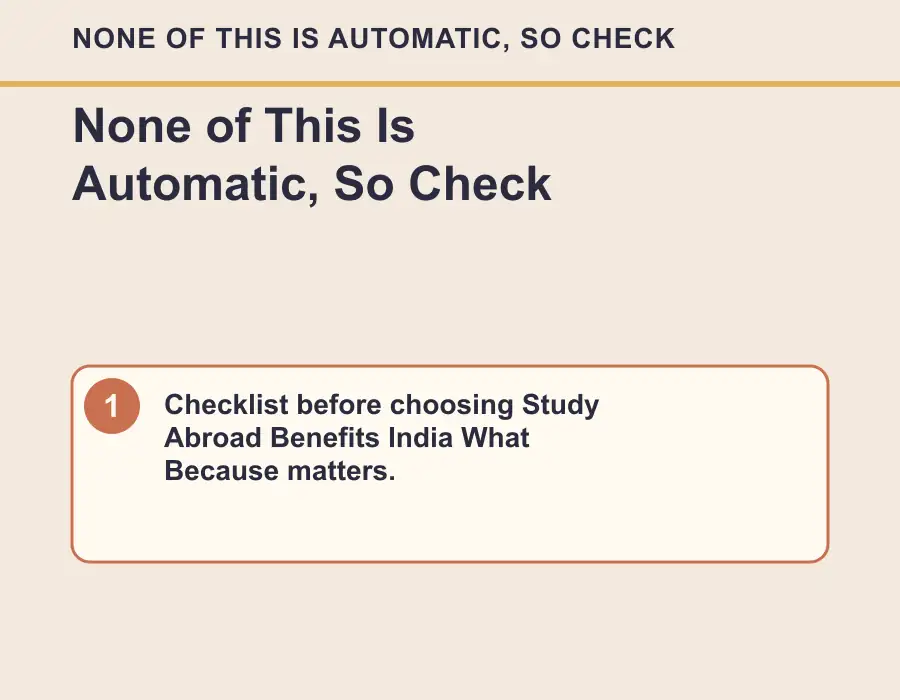 NONE OF THIS IS AUTOMATIC, SO CHECK
None of This Is
Automatic, So Check
1
Checklist before choosing Study
Abroad Benefits India What
Because matters.